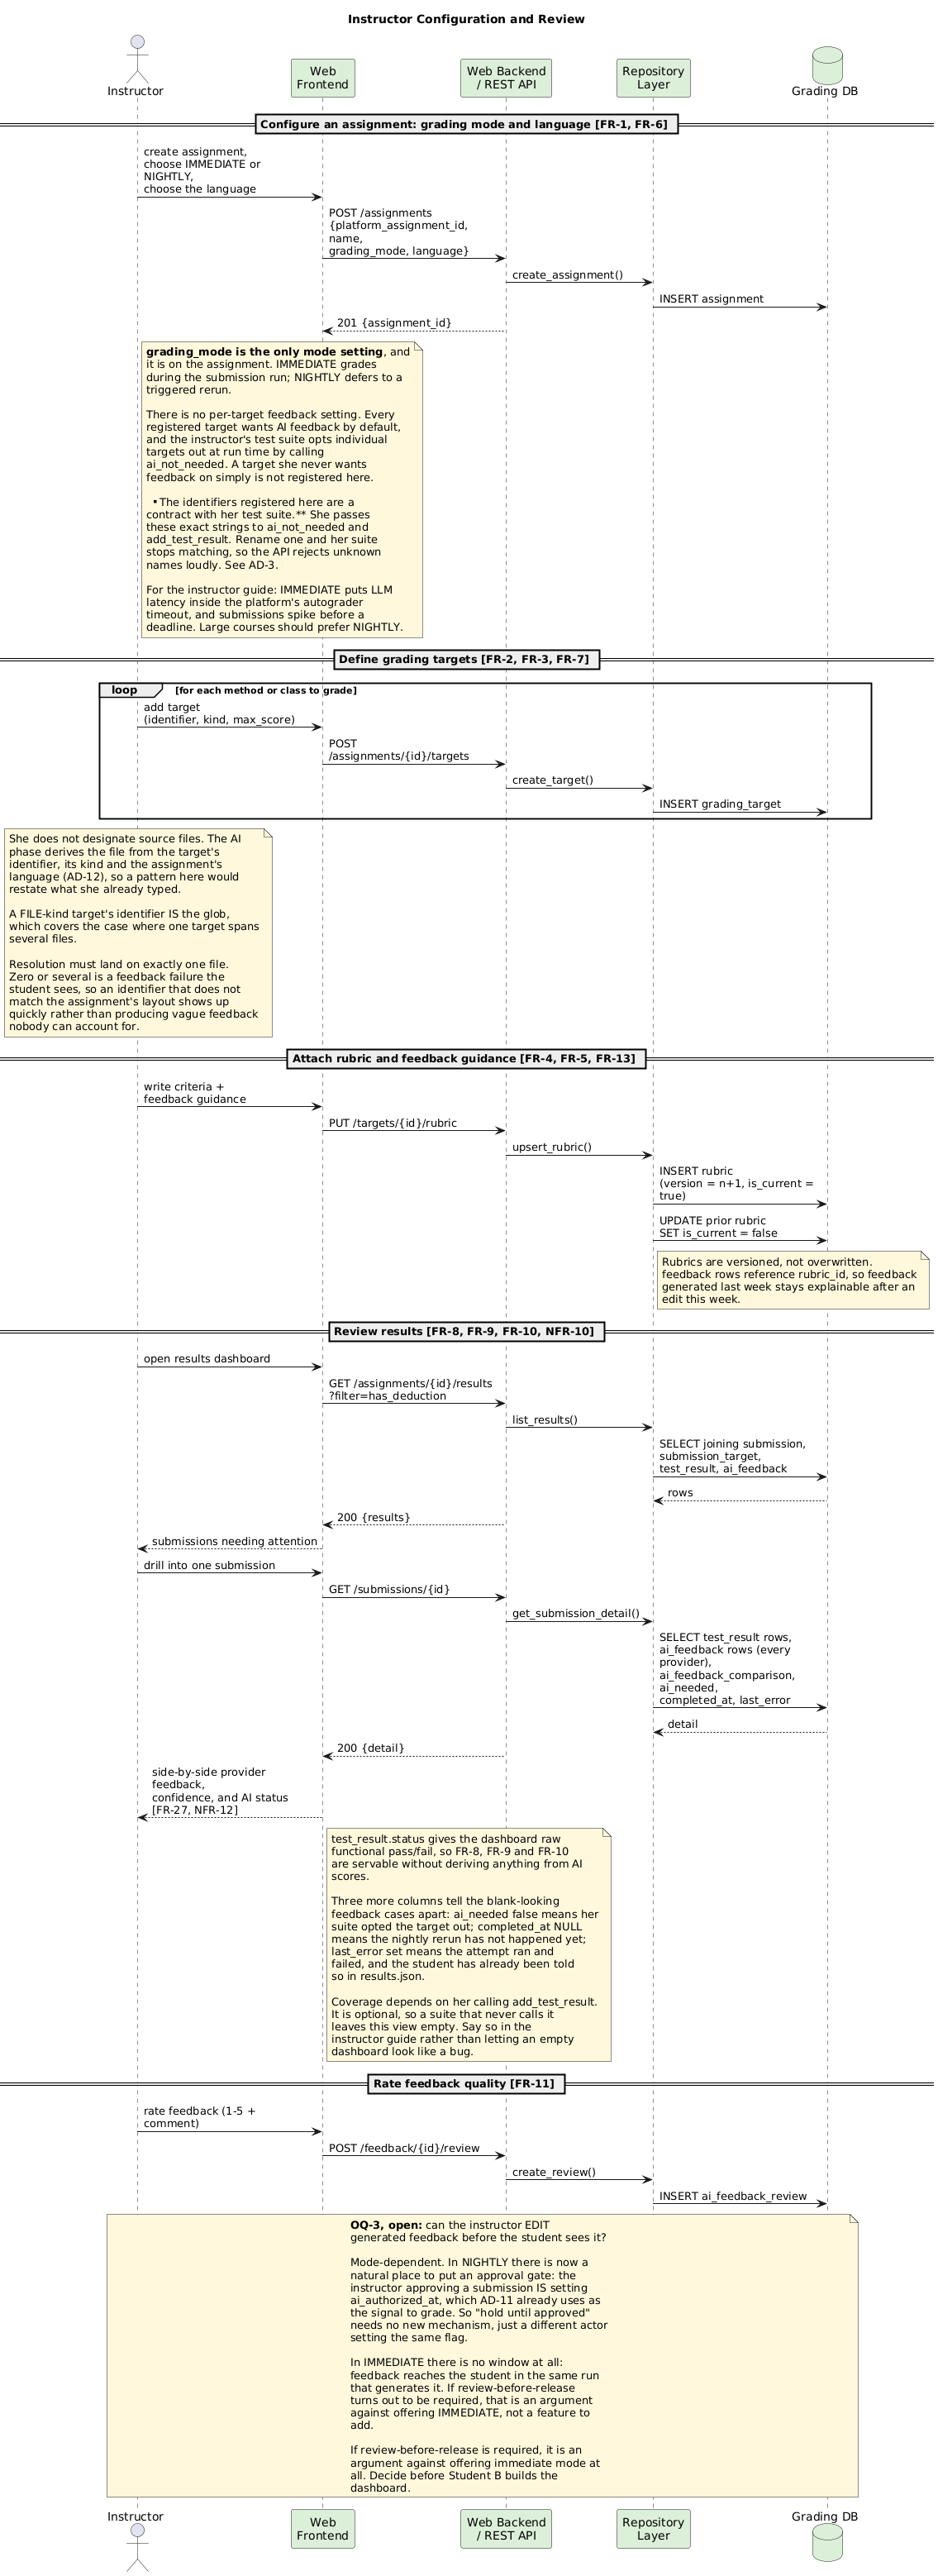 Instructor Configuration and Review
Instructor
Web
Frontend
Web Backend
/ REST API
Repository
Layer
Grading DB
Configure an assignment: grading mode and language [FR-1, FR-6]
create assignment,
choose IMMEDIATE or
NIGHTLY,
choose the language
POST /assignments
{platform_assignment_id,
name,
grading_mode, language}
create_assignment()
INSERT assignment
201 {assignment_id}
grading_mode is the only mode setting, and
it is on the assignment. IMMEDIATE grades
during the submission run; NIGHTLY defers to a
triggered rerun.
There is no per-target feedback setting. Every
registered target wants AI feedback by default,
and the instructor's test suite opts individual
targets out at run time by calling
ai_not_needed. A target she never wants
feedback on simply is not registered here.
▪ The identifiers registered here are a
contract with her test suite.** She passes
these exact strings to ai_not_needed and
add_test_result. Rename one and her suite
stops matching, so the API rejects unknown
names loudly. See AD-3.
For the instructor guide: IMMEDIATE puts LLM
latency inside the platform's autograder
timeout, and submissions spike before a
deadline. Large courses should prefer NIGHTLY.
Define grading targets [FR-2, FR-3, FR-7]
loop
[for each method or class to grade]
add target
(identifier, kind, max_score)
POST
/assignments/{id}/targets
create_target()
INSERT grading_target
She does not designate source files. The AI
phase derives the file from the target's
identifier, its kind and the assignment's
language (AD-12), so a pattern here would
restate what she already typed.
A FILE-kind target's identifier IS the glob,
which covers the case where one target spans
several files.
Resolution must land on exactly one file.
Zero or several is a feedback failure the
student sees, so an identifier that does not
match the assignment's layout shows up
quickly rather than producing vague feedback
nobody can account for.
Attach rubric and feedback guidance [FR-4, FR-5, FR-13]
write criteria +
feedback guidance
PUT /targets/{id}/rubric
upsert_rubric()
INSERT rubric
(version = n+1, is_current =
true)
UPDATE prior rubric
SET is_current = false
Rubrics are versioned, not overwritten.
feedback rows reference rubric_id, so feedback
generated last week stays explainable after an
edit this week.
Review results [FR-8, FR-9, FR-10, NFR-10]
open results dashboard
GET /assignments/{id}/results
?filter=has_deduction
list_results()
SELECT joining submission,
submission_target,
test_result, ai_feedback
rows
200 {results}
submissions needing attention
drill into one submission
GET /submissions/{id}
get_submission_detail()
SELECT test_result rows,
ai_feedback rows (every
provider),
ai_feedback_comparison,
ai_needed,
completed_at, last_error
detail
200 {detail}
side-by-side provider
feedback,
confidence, and AI status
[FR-27, NFR-12]
test_result.status gives the dashboard raw
functional pass/fail, so FR-8, FR-9 and FR-10
are servable without deriving anything from AI
scores.
Three more columns tell the blank-looking
feedback cases apart: ai_needed false means her
suite opted the target out; completed_at NULL
means the nightly rerun has not happened yet;
last_error set means the attempt ran and
failed, and the student has already been told
so in results.json.
Coverage depends on her calling add_test_result.
It is optional, so a suite that never calls it
leaves this view empty. Say so in the
instructor guide rather than letting an empty
dashboard look like a bug.
Rate feedback quality [FR-11]
rate feedback (1-5 +
comment)
POST /feedback/{id}/review
create_review()
INSERT ai_feedback_review
OQ-3, open: can the instructor EDIT
generated feedback before the student sees it?
Mode-dependent. In NIGHTLY there is now a
natural place to put an approval gate: the
instructor approving a submission IS setting
ai_authorized_at, which AD-11 already uses as
the signal to grade. So "hold until approved"
needs no new mechanism, just a different actor
setting the same flag.
In IMMEDIATE there is no window at all:
feedback reaches the student in the same run
that generates it. If review-before-release
turns out to be required, that is an argument
against offering IMMEDIATE, not a feature to
add.
If review-before-release is required, it is an
argument against offering immediate mode at
all. Decide before Student B builds the
dashboard.
Instructor
Web
Frontend
Web Backend
/ REST API
Repository
Layer
Grading DB